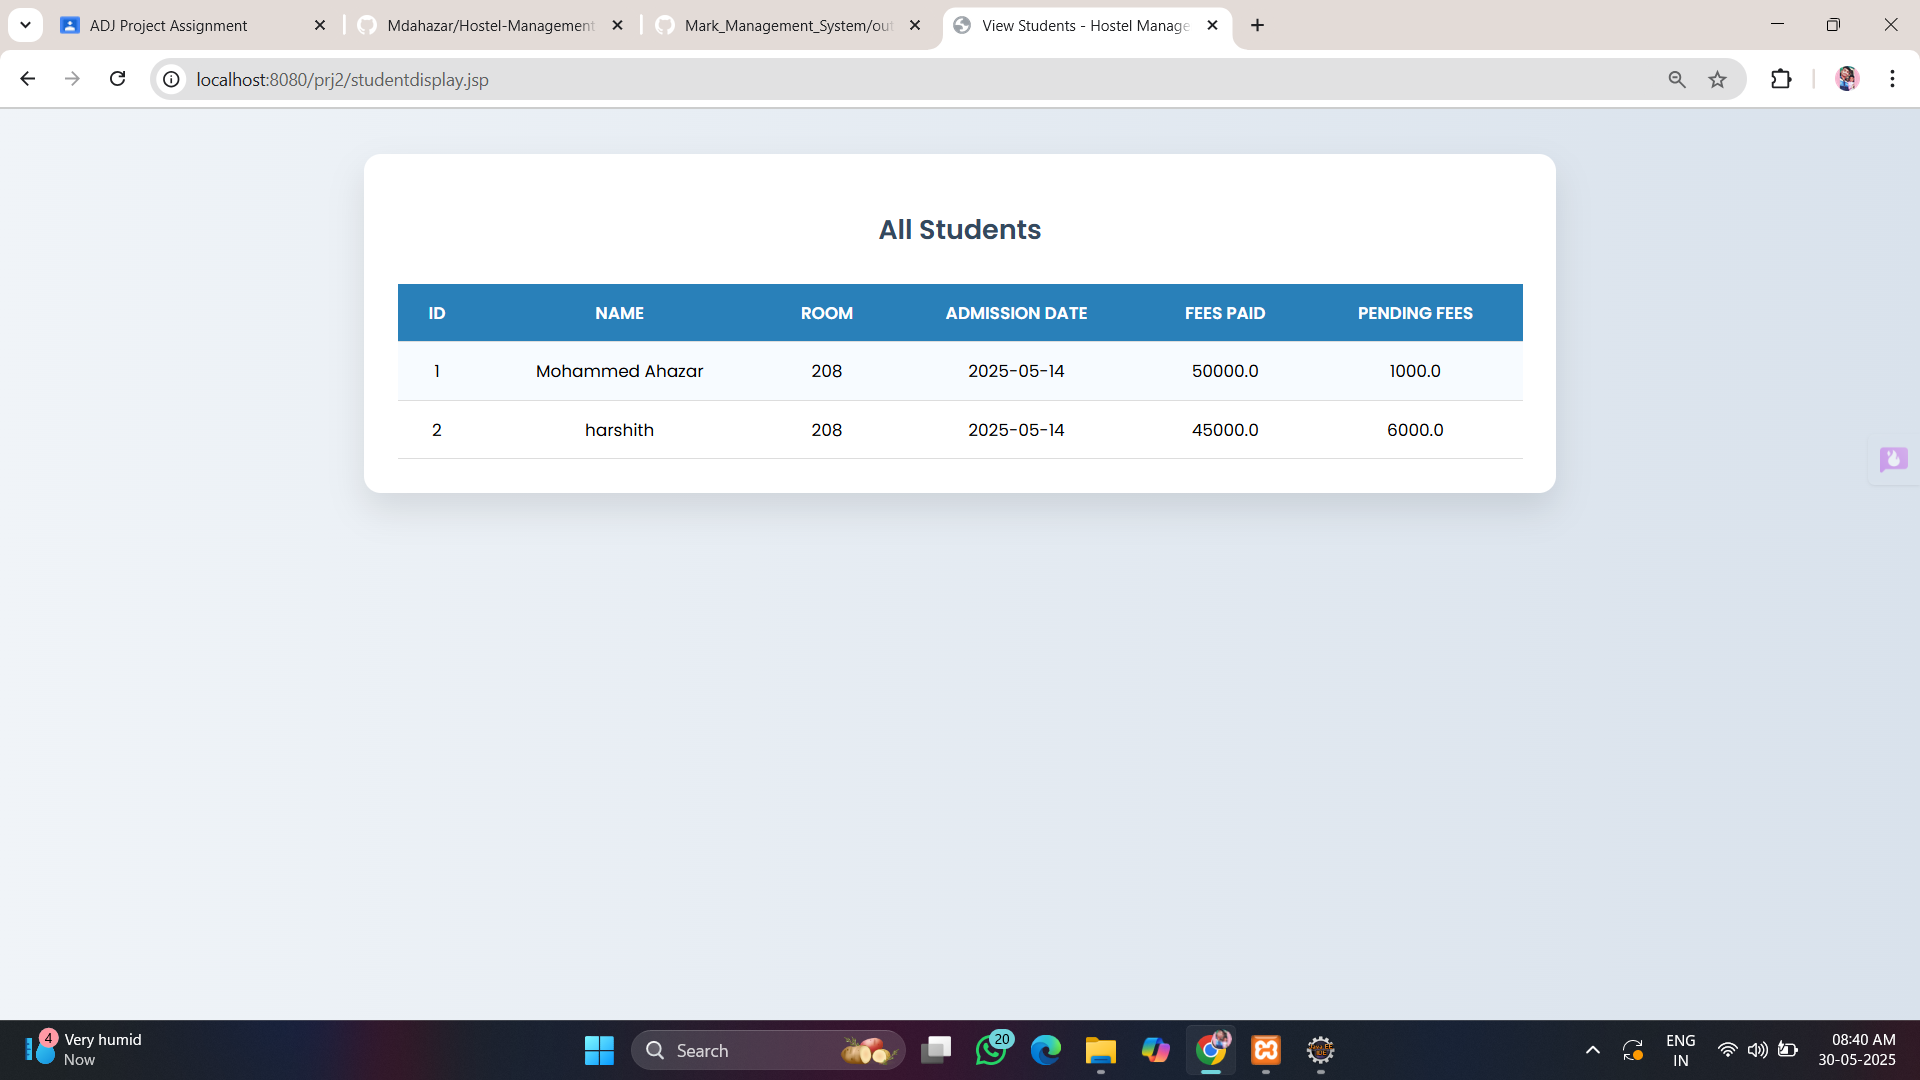 ADJ Project Assignment
Mdahazar/Hostel-Management
Mark_Management_System/out
View Students - Hostel Manage
localhost:8080/prj2/studentdisplay.jsp
All Students
ID NAME ROOM ADMISSION DATE FEES PAID PENDING FEES
1 Mohammed Ahazar 208 2025-05-14 50000.0 1000.0
2 harshith 208 2025-05-14 45000.0 6000.0
4
Very humid
Now
Search
20
ENG
IN
08:40 AM
30-05-2025